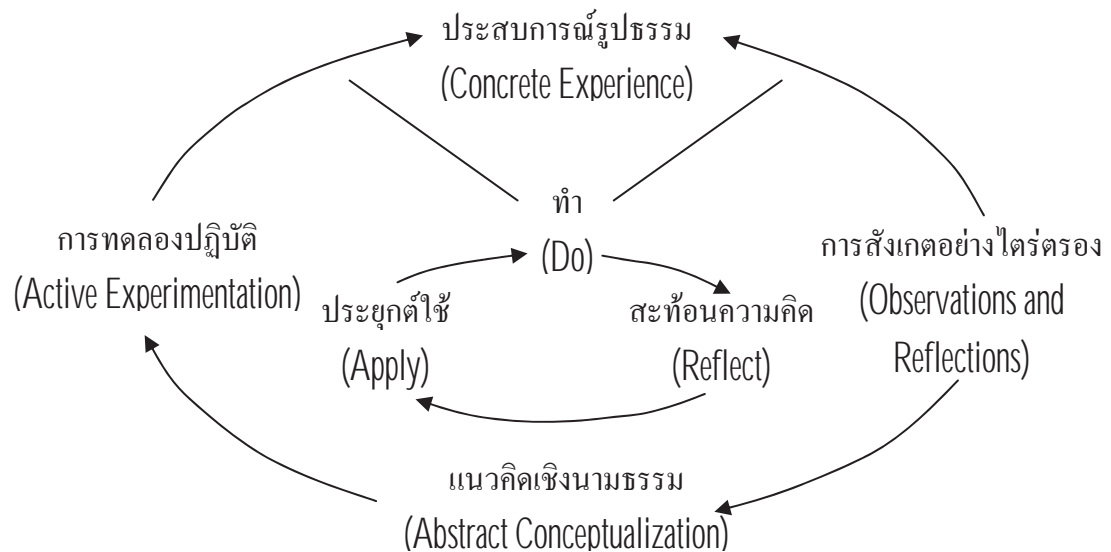 ประสบการณ์รูปธรรม
(Concrete Experience)
ทำ
(Do)
การทดลองปฏิบัติ
(Active Experimentation)
การสังเกตอย่างไตร่ตรอง
(Observations and
Reflections)
ประยุกต์ใช้
(Apply)
สะท้อนความคิด
(Reflect)
แนวคิดเชิงนามธรรม
(Abstract Conceptualization)